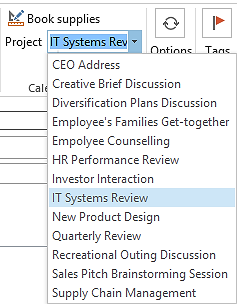 Book supplies
Project IT Systems Rev
Options
Tags
Cale
CEO Address
Creative Brief Discussion
Diversification Plans Discussion
Employee's Families Get-together
Empolyee Counselling
HR Performance Review
Investor Interaction
IT Systems Review
New Product Design
Quarterly Review
Recreational Outing Discussion
Sales Pitch Brainstorming Session
Supply Chain Management